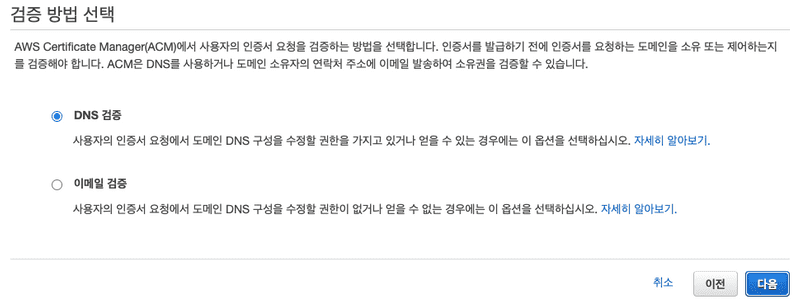 검증 방법 선택
AWS Certificate Manager(ACM)에서 사용자의 인증서 요청을 검증하는 방법을 선택합니다. 인증서를 발급하기 전에 인증서를 요청하는 도메인을 소유 또는 제어하는지
를 검증해야 합니다. ACM은 DNS를 사용하거나 도메인 소유자의 연락처 주소에 이메일 발송하여 소유권을 검증할 수 있습니다.
DNS 검증
사용자의 인증서 요청에서 도메인 DNS 구성을 수정할 권한을 가지고 있거나 얻을 수 있는 경우에는 이 옵션을 선택하십시오. 자세히 알아보기.
이메일 검증
사용자의 인증서 요청에서 도메인 DNS 구성을 수정할 권한이 없거나 얻을 수 없는 경우에는 이 옵션을 선택하십시오. 자세히 알아보기.
취소 이전 다음